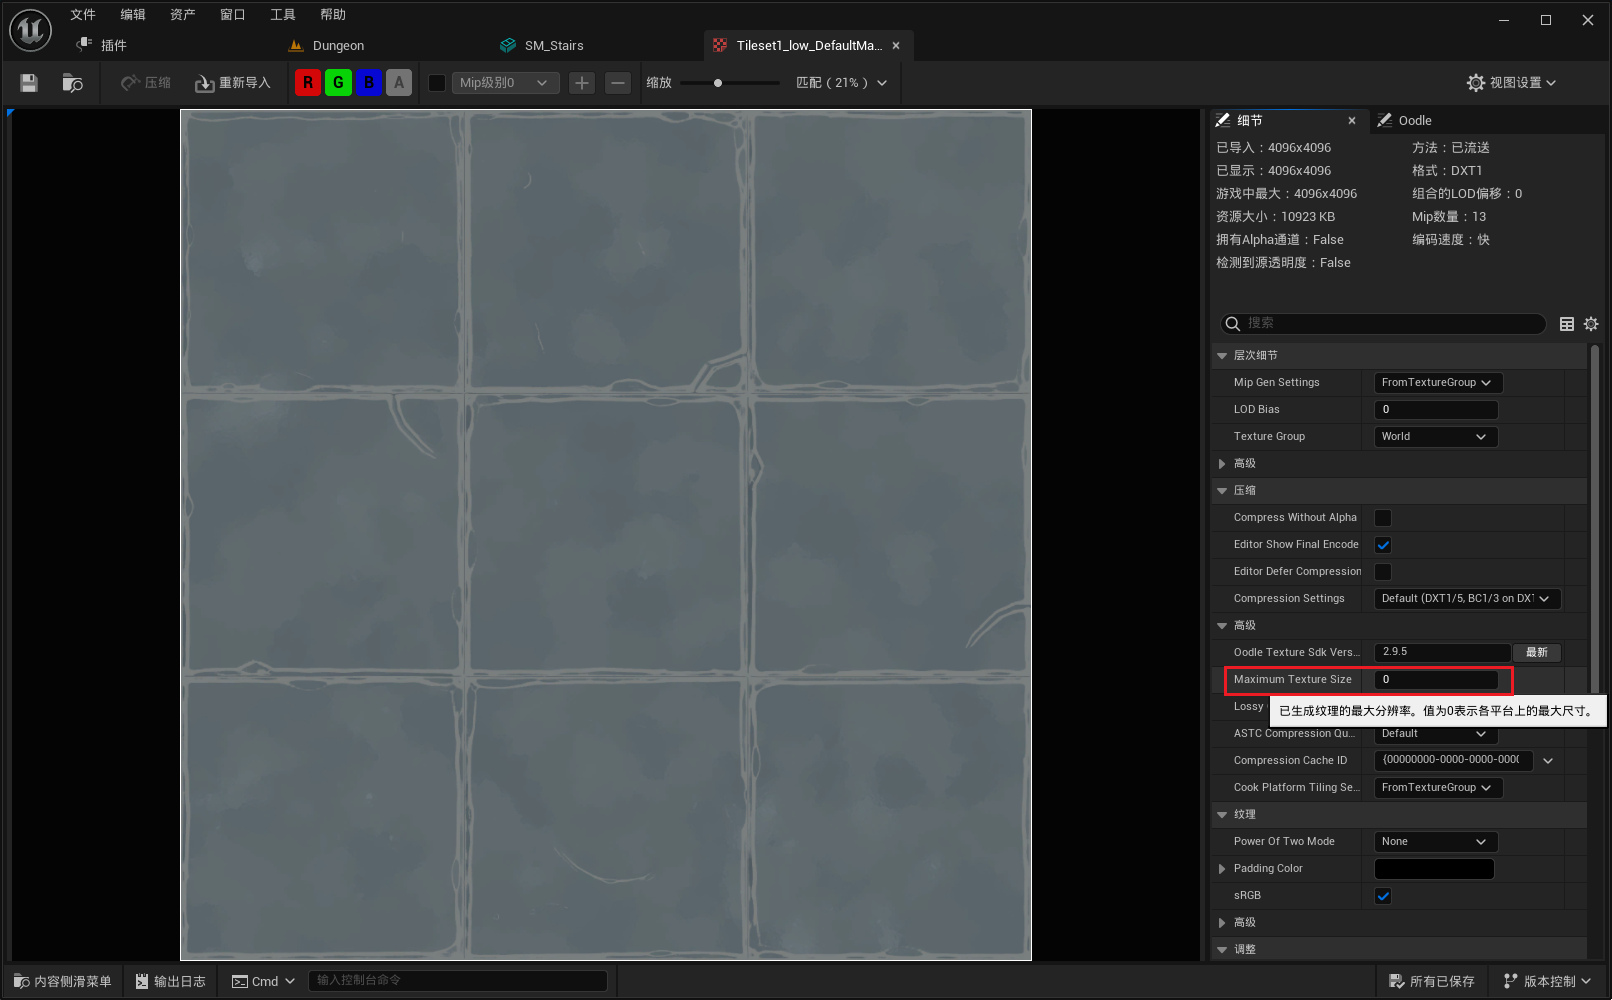 文件 编辑 资产 窗口 工具 帮助
插件 Dungeon SM_Stairs Tileset1_low_DefaultMa...
压缩 重新导入 R G B A Mip级别0 缩放 匹配（21%） 视图设置
细节 Oodle
已导入：4096x4096 方法：已流送
已显示：4096x4096 格式：DXT1
游戏中最大：4096x4096 组合的LOD偏移：0
资源大小：10923 KB Mip数量：13
拥有Alpha通道：False 编码速度：快
检测到源透明度：False
搜索
层次细节
Mip Gen Settings FromTextureGroup
LOD Bias 0
Texture Group World
高级
压缩
Compress Without Alpha
Editor Show Final Encode
Editor Defer Compression
Compression Settings Default (DXT1/5, BC1/3 on DX1
高级
Oodle Texture Sdk Vers... 2.9.5 最新
Maximum Texture Size 0
Lossy
已生成纹理的最大分辨率。值为0表示各平台上的最大尺寸。
ASTC Compression Qu... Default
Compression Cache ID {00000000-0000-0000-000(
Cook Platform Tiling Se... FromTextureGroup
纹理
Power Of Two Mode None
Padding Color
sRGB
高级
调整
内容侧滑菜单 输出日志 Cmd 输入控制台命令 所有已保存 版本控制